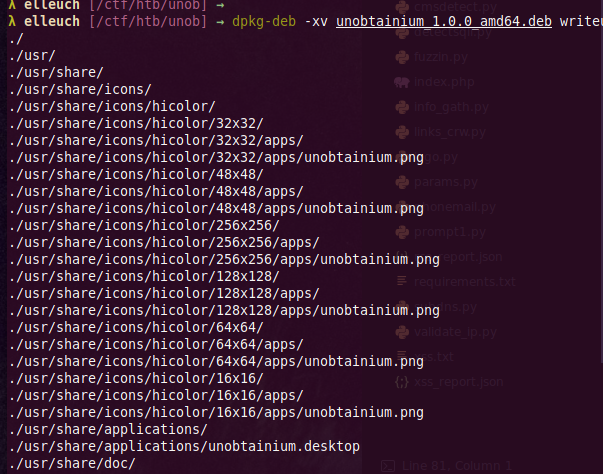 λ elleuch [/ctf/htb/unob] →
λ elleuch [/ctf/htb/unob] → dpkg-deb -xv unobtainium_1.0.0_amd64.deb
./
./usr/
./usr/share/
./usr/share/icons/
./usr/share/icons/hicolor/
./usr/share/icons/hicolor/32x32/
./usr/share/icons/hicolor/32x32/apps/
./usr/share/icons/hicolor/32x32/apps/unobtainium.png
./usr/share/icons/hicolor/48x48/
./usr/share/icons/hicolor/48x48/apps/
./usr/share/icons/hicolor/48x48/apps/unobtainium.png
./usr/share/icons/hicolor/256x256/
./usr/share/icons/hicolor/256x256/apps/
./usr/share/icons/hicolor/256x256/apps/unobtainium.png
./usr/share/icons/hicolor/128x128/
./usr/share/icons/hicolor/128x128/apps/
./usr/share/icons/hicolor/128x128/apps/unobtainium.png
./usr/share/icons/hicolor/64x64/
./usr/share/icons/hicolor/64x64/apps/
./usr/share/icons/hicolor/64x64/apps/unobtainium.png
./usr/share/icons/hicolor/16x16/
./usr/share/icons/hicolor/16x16/apps/
./usr/share/icons/hicolor/16x16/apps/unobtainium.png
./usr/share/applications/
./usr/share/applications/unobtainium.desktop
./usr/share/doc/
cmsdetect.py
fuzzin.py
index.php
info_gath.py
links_crw.py
params.py
prompt1.py
requirements.txt
validate_ip.py
xss_report.json
Line 81, Column 1